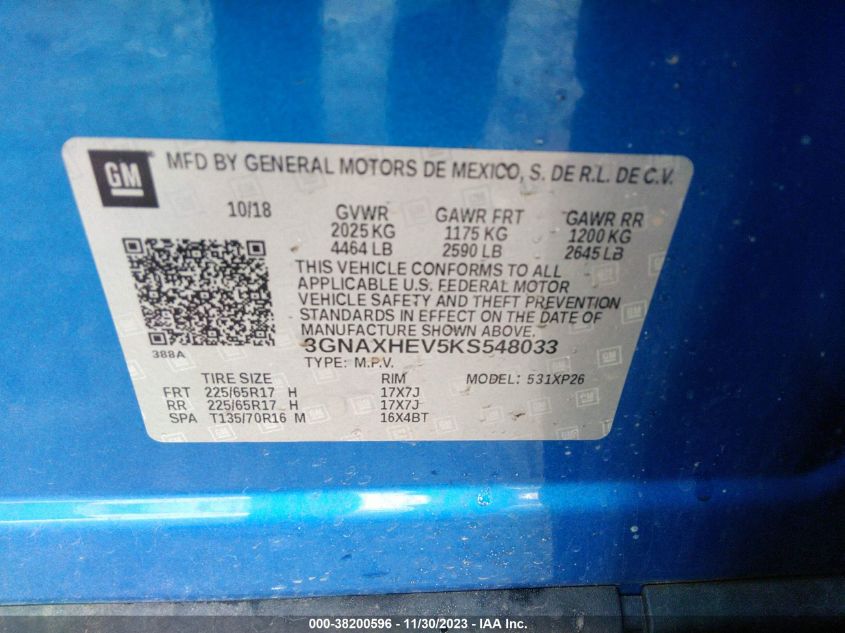 GM MFD BY GENERAL MOTORS DE MEXICO, S. DE R.L. DE C.V.
10/18 GVWR GAWR FRT GAWR RR
2025 KG 1175 KG 1200 KG
4464 LB 2590 LB 2645 LB
THIS VEHICLE CONFORMS TO ALL
APPLICABLE U.S. FEDERAL MOTOR
VEHICLE SAFETY AND THEFT PREVENTION
STANDARDS IN EFFECT ON THE DATE OF
MANUFACTURE SHOWN ABOVE.
388A 3GNAXHEV5KS548033
TYPE: M.P.V.
TIRE SIZE RIM MODEL: 531XP26
FRT 225/65R17 H 17X7J
RR 225/65R17 H 17X7J
SPA T135/70R16 M 16X4BT
000-38200596 - 11/30/2023 - IAA Inc.